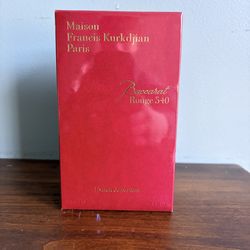 Maison
Francis Kurkdjian
Paris
Baccarat
Rouge 540